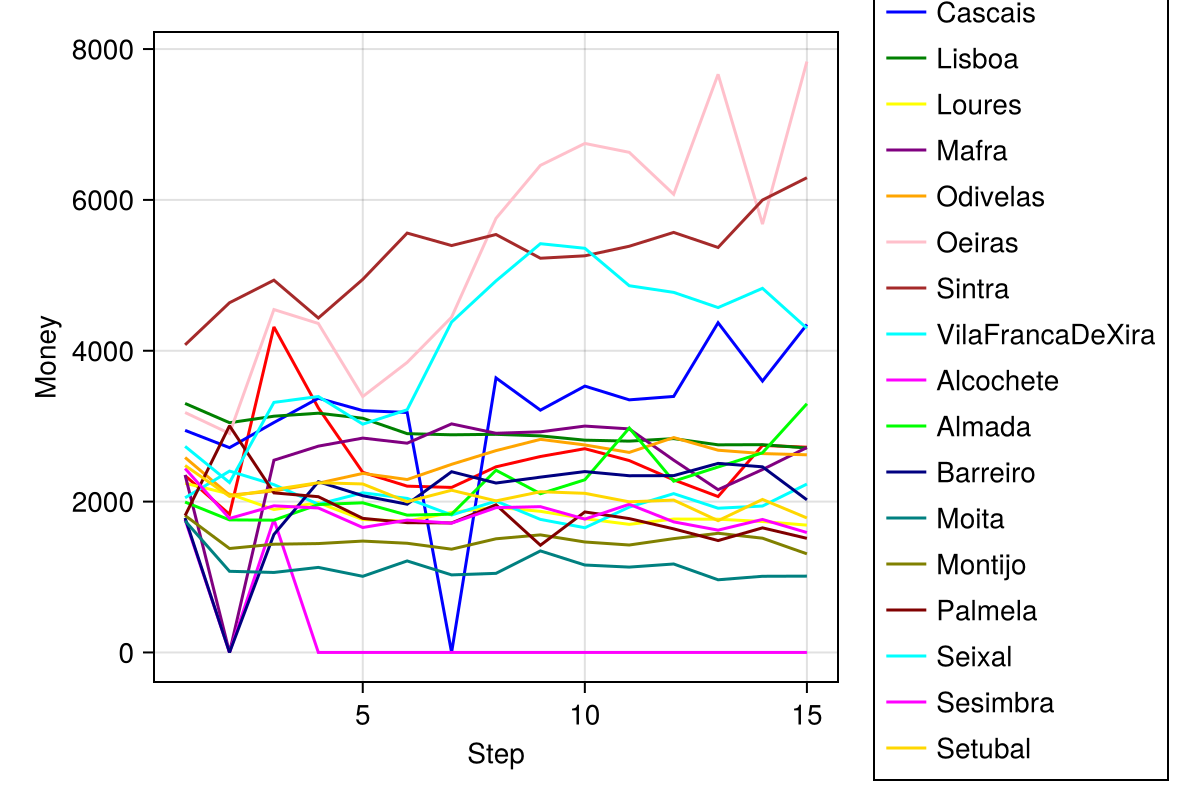 8000
6000
4000
2000
0
Money
5
10
15
Step
Cascais
Lisboa
Loures
Mafra
Odivelas
Oeiras
Sintra
VilaFrancaDeXira
Alcochete
Almada
Barreiro
Moita
Montijo
Palmela
Seixal
Sesimbra
Setubal